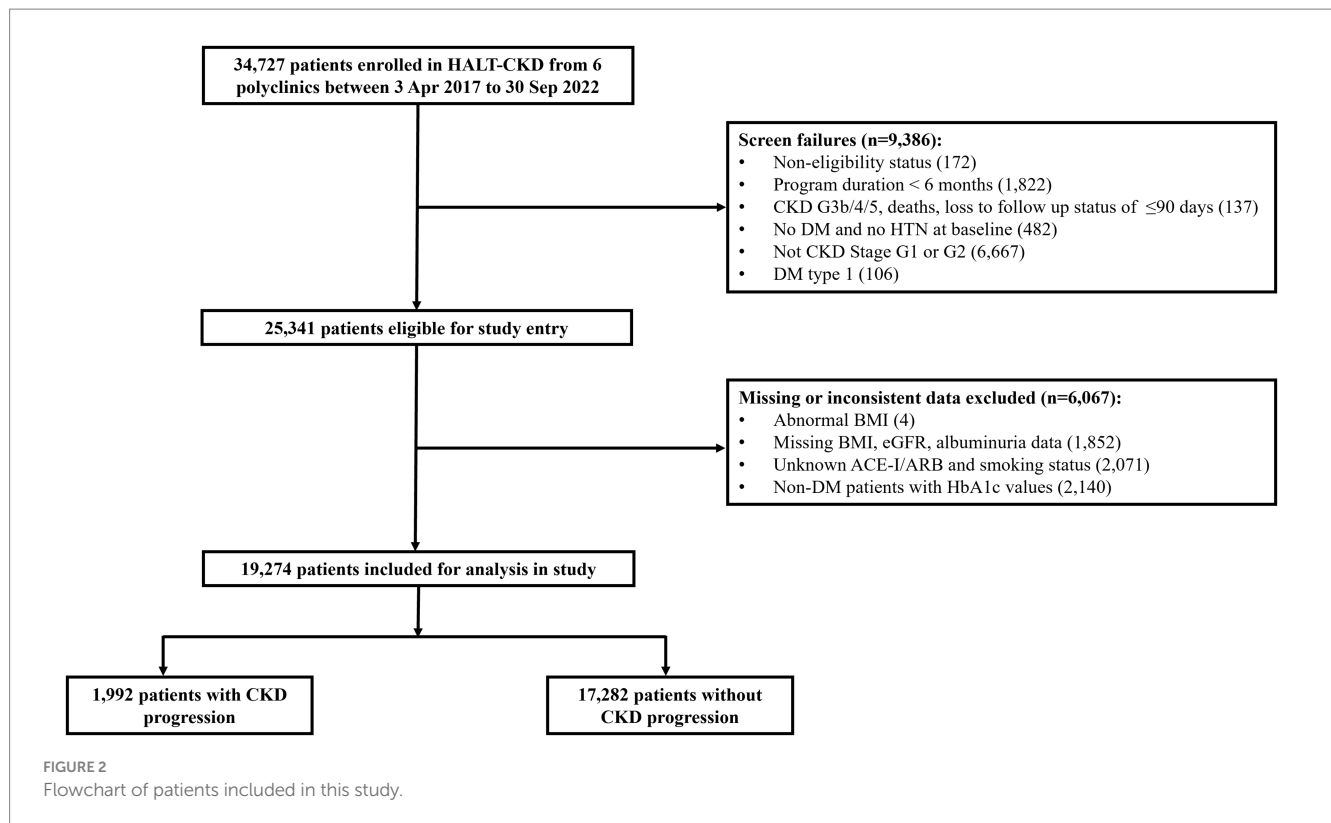 34,727 patients enrolled in HALT-CKD from 6
polyclinics between 3 Apr 2017 to 30 Sep 2022
Screen failures (n=9,386):
• Non-eligibility status (172)
• Program duration < 6 months (1,822)
• CKD G3b/4/5, deaths, loss to follow up status of ≤90 days (137)
• No DM and no HTN at baseline (482)
• Not CKD Stage G1 or G2 (6,667)
• DM type 1 (106)
25,341 patients eligible for study entry
Missing or inconsistent data excluded (n=6,067):
• Abnormal BMI (4)
• Missing BMI, eGFR, albuminuria data (1,852)
• Unknown ACE-I/ARB and smoking status (2,071)
• Non-DM patients with HbA1c values (2,140)
19,274 patients included for analysis in study
1,992 patients with CKD
progression
17,282 patients without
CKD progression
FIGURE 2
Flowchart of patients included in this study.